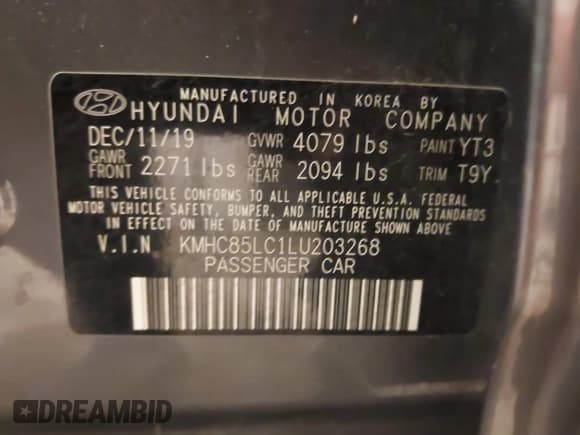 MANUFACTURED IN KOREA BY
HYUNDAI MOTOR COMPANY
DEC/11/19 GVWR 4079 lbs PAINT YT3
GAWR FRONT 2271 lbs GAWR REAR 2094 lbs TRIM T9Y
THIS VEHICLE CONFORMS TO ALL APPLICABLE U.S.A. FEDERAL
MOTOR VEHICLE SAFETY, BUMPER, AND THEFT PREVENTION STANDARDS
IN EFFECT ON THE DATE OF MANUFACTURE SHOWN ABOVE
V.I.N KMHC85LC1LU203268
PASSENGER CAR
DREAMBID